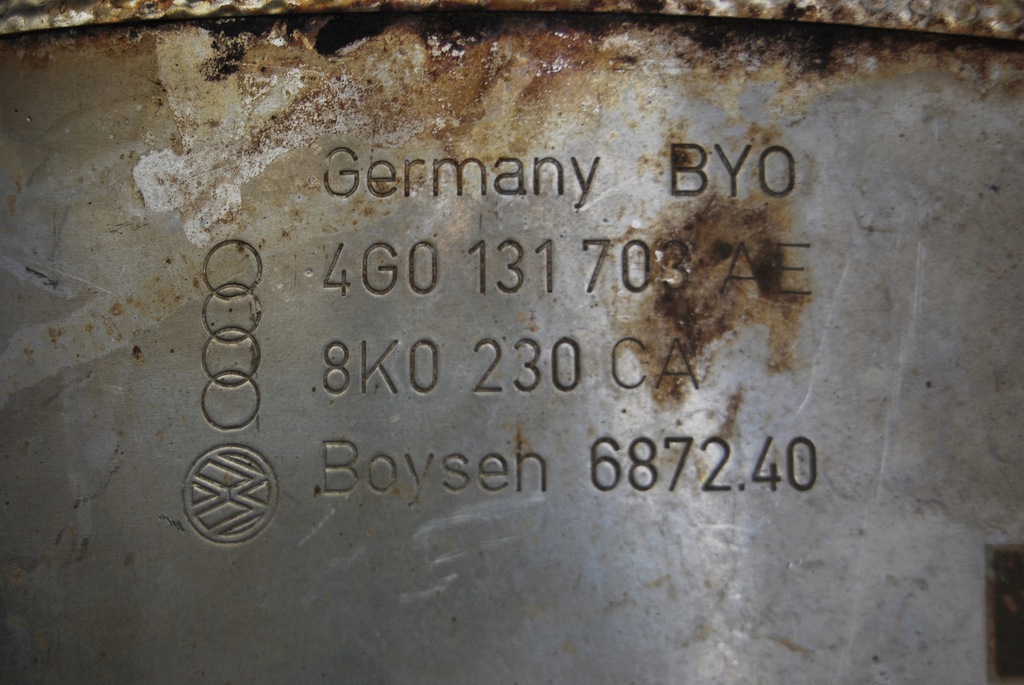 Germany BYO
4G0 131 703 AE
8K0 230 CA
Boysen 6872.40